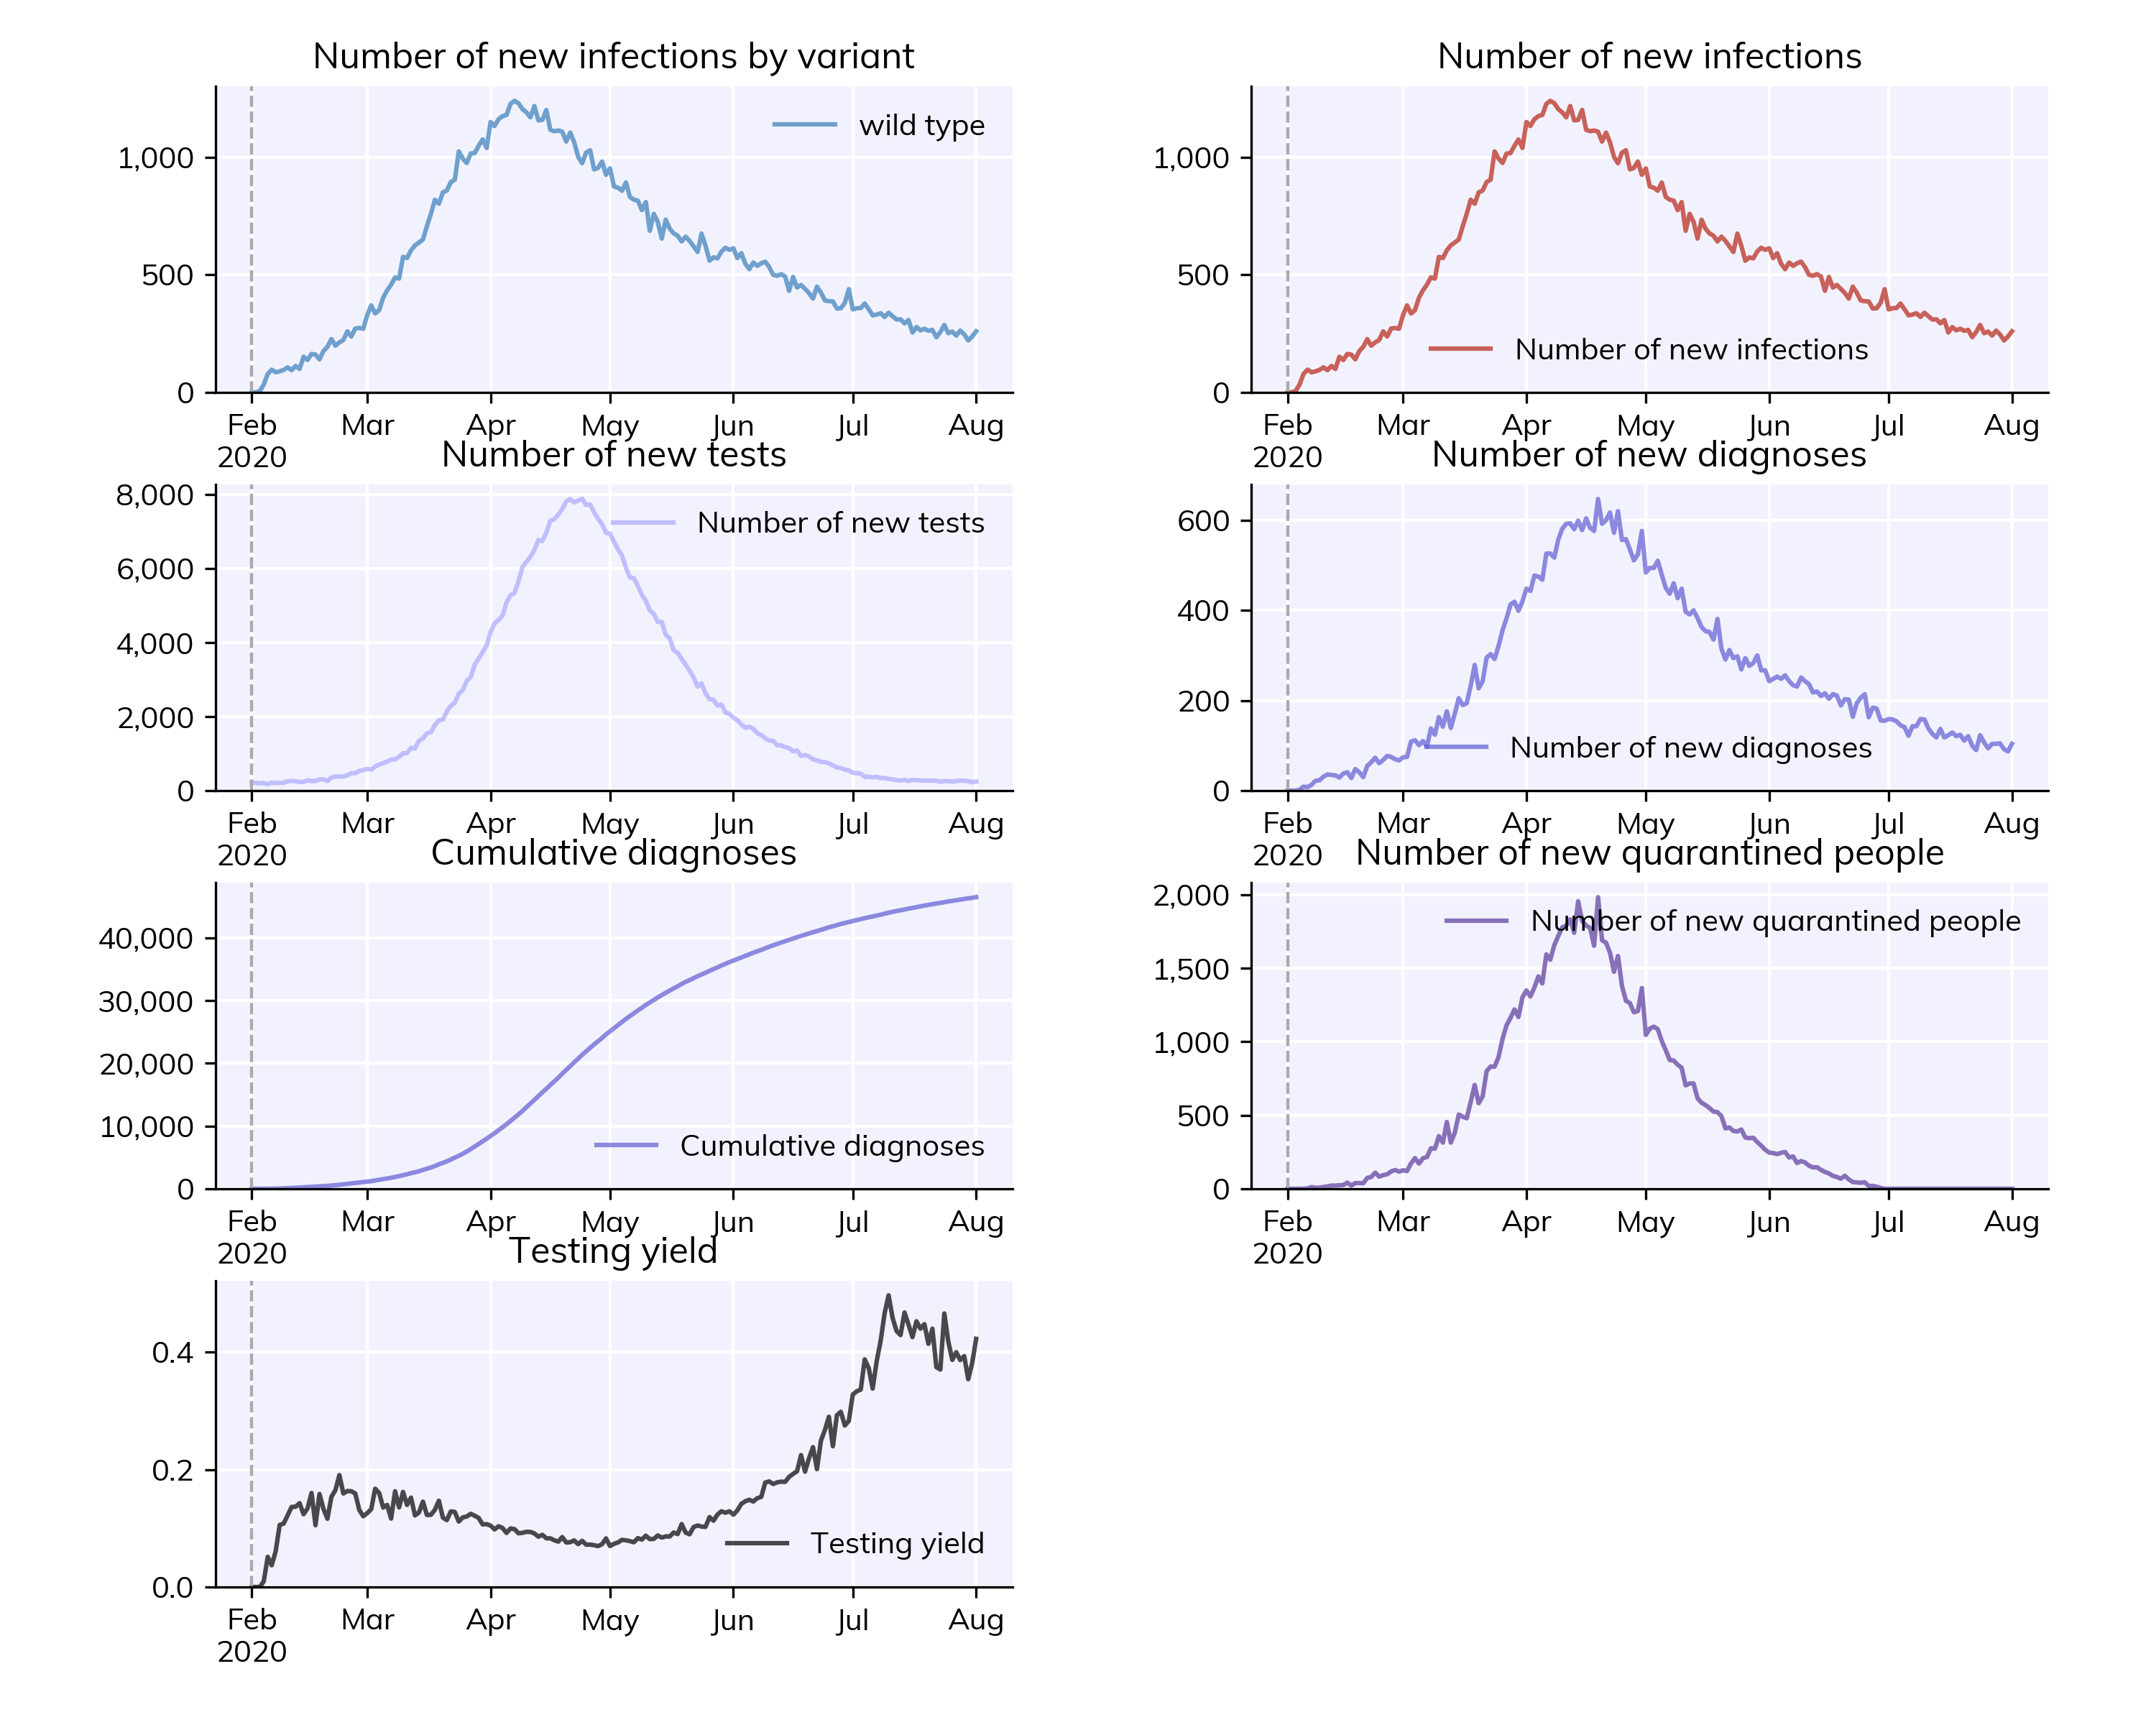 Number of new infections by variant
1,000
500
0
wild type
Feb Mar Apr May Jun Jul Aug
2020
Number of new infections
1,000
500
0
Number of new infections
Feb Mar Apr May Jun Jul Aug
2020
Number of new tests
8,000
6,000
4,000
2,000
0
Number of new tests
Feb Mar Apr May Jun Jul Aug
2020
Number of new diagnoses
600
400
200
0
Number of new diagnoses
Feb Mar Apr May Jun Jul Aug
2020
Cumulative diagnoses
40,000
30,000
20,000
10,000
0
Cumulative diagnoses
Feb Mar Apr May Jun Jul Aug
2020
Number of new quarantined people
2,000
1,500
1,000
500
0
Number of new quarantined people
Feb Mar Apr May Jun Jul Aug
2020
Testing yield
0.4
0.2
0.0
Testing yield
Feb Mar Apr May Jun Jul Aug
2020